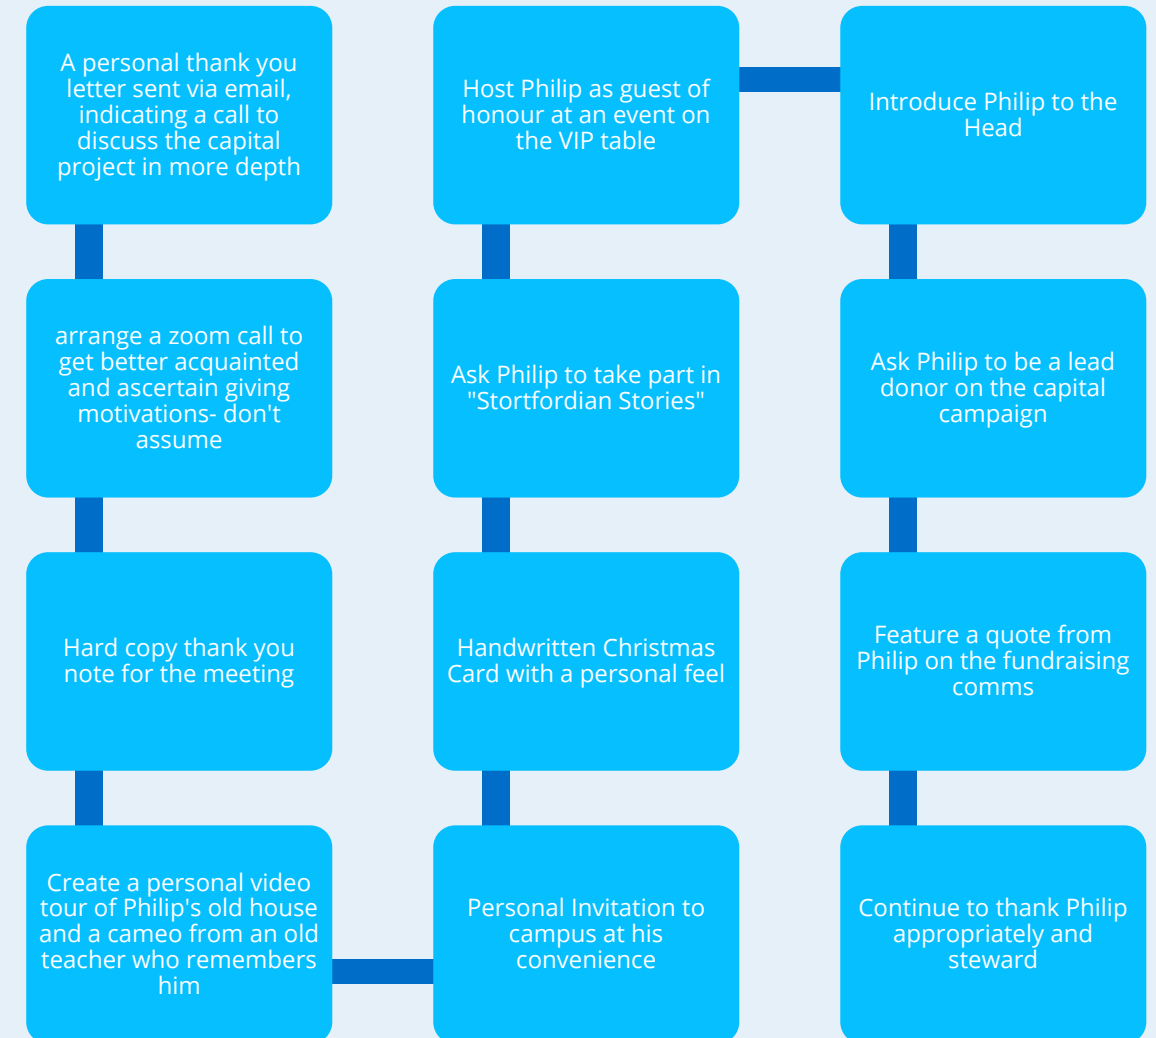 A personal thank you
letter sent via email,
indicating a call to
discuss the capital
project in more depth
arrange a zoom call to
get better acquainted
and ascertain giving
motivations- don't
assume
Hard copy thank you
note for the meeting
Create a personal video
tour of Philip's old house
and a cameo from an old
teacher who remembers
him
Personal Invitation to
campus at his
convenience
Handwritten Christmas
Card with a personal feel
Ask Philip to take part in
"Stortfordian Stories"
Host Philip as guest of
honour at an event on
the VIP table
Introduce Philip to the
Head
Ask Philip to be a lead
donor on the capital
campaign
Feature a quote from
Philip on the fundraising
comms
Continue to thank Philip
appropriately and
steward